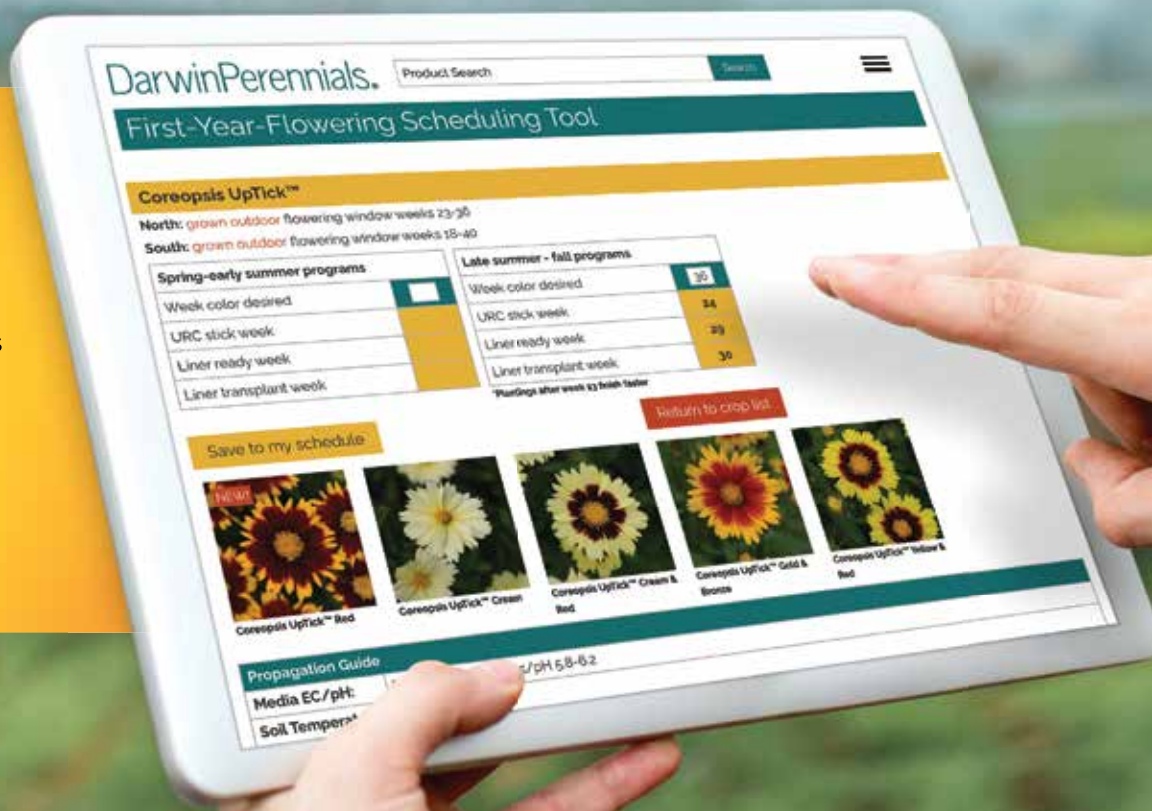 s
DarwinPerennials.
Product Search
Search
First-Year-Flowering Scheduling Tool
Coreopsis UpTick™
North: grown outdoor flowering window weeks 23-36
South: grown outdoor flowering window weeks 18-40
Spring-early summer programs
Week color desired
URC stick week
Liner ready week
Liner transplant week
Late summer - fall programs
Week color desired 36
URC stick week 24
Liner ready week 29
Liner transplant week 30
*Plantings after week 13 finish faster
Save to my schedule
Return to crop list
NEW!
Coreopsis UpTick™ Red
Coreopsis UpTick™ Cream
Coreopsis UpTick™ Cream &
Red
Coreopsis UpTick™ Gold &
Bronze
Coreopsis UpTick™ Yellow &
Red
Propagation Guide
Media EC/pH:
s/pH 5.8-6.2
Soil Temperat